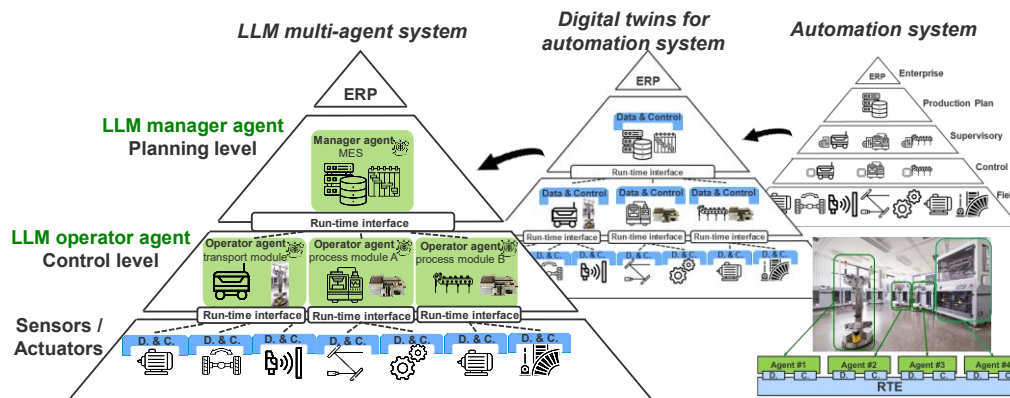 LLM multi-agent system
Digital twins for
automation system
Automation system
ERP
LLM manager agent
Planning level
Manager agent
MES
Run-time interface
LLM operator agent
Control level
Operator agent
transport module
Operator agent
process module A
Operator agent
process module B
Run-time interface
Run-time interface
Run-time interface
Sensors /
Actuators
D. & C.
D. & C.
D. & C.
D. & C.
D. & C.
D. & C.
D. & C.
ERP
Data & Control
Run-time interface
Data & Control
Data & Control
Data & Control
Run-time interface
Run-time interface
Run-time interface
D. & C.
D. & C.
D. & C.
D. & C.
D. & C.
D. & C.
ERP
Enterprise
Production Plan
Supervisory
Control
Fiel
Agent #1
Agent #2
Agent #3
Agent #4
D.
C.
D.
C.
D.
C.
D.
C.
RTE